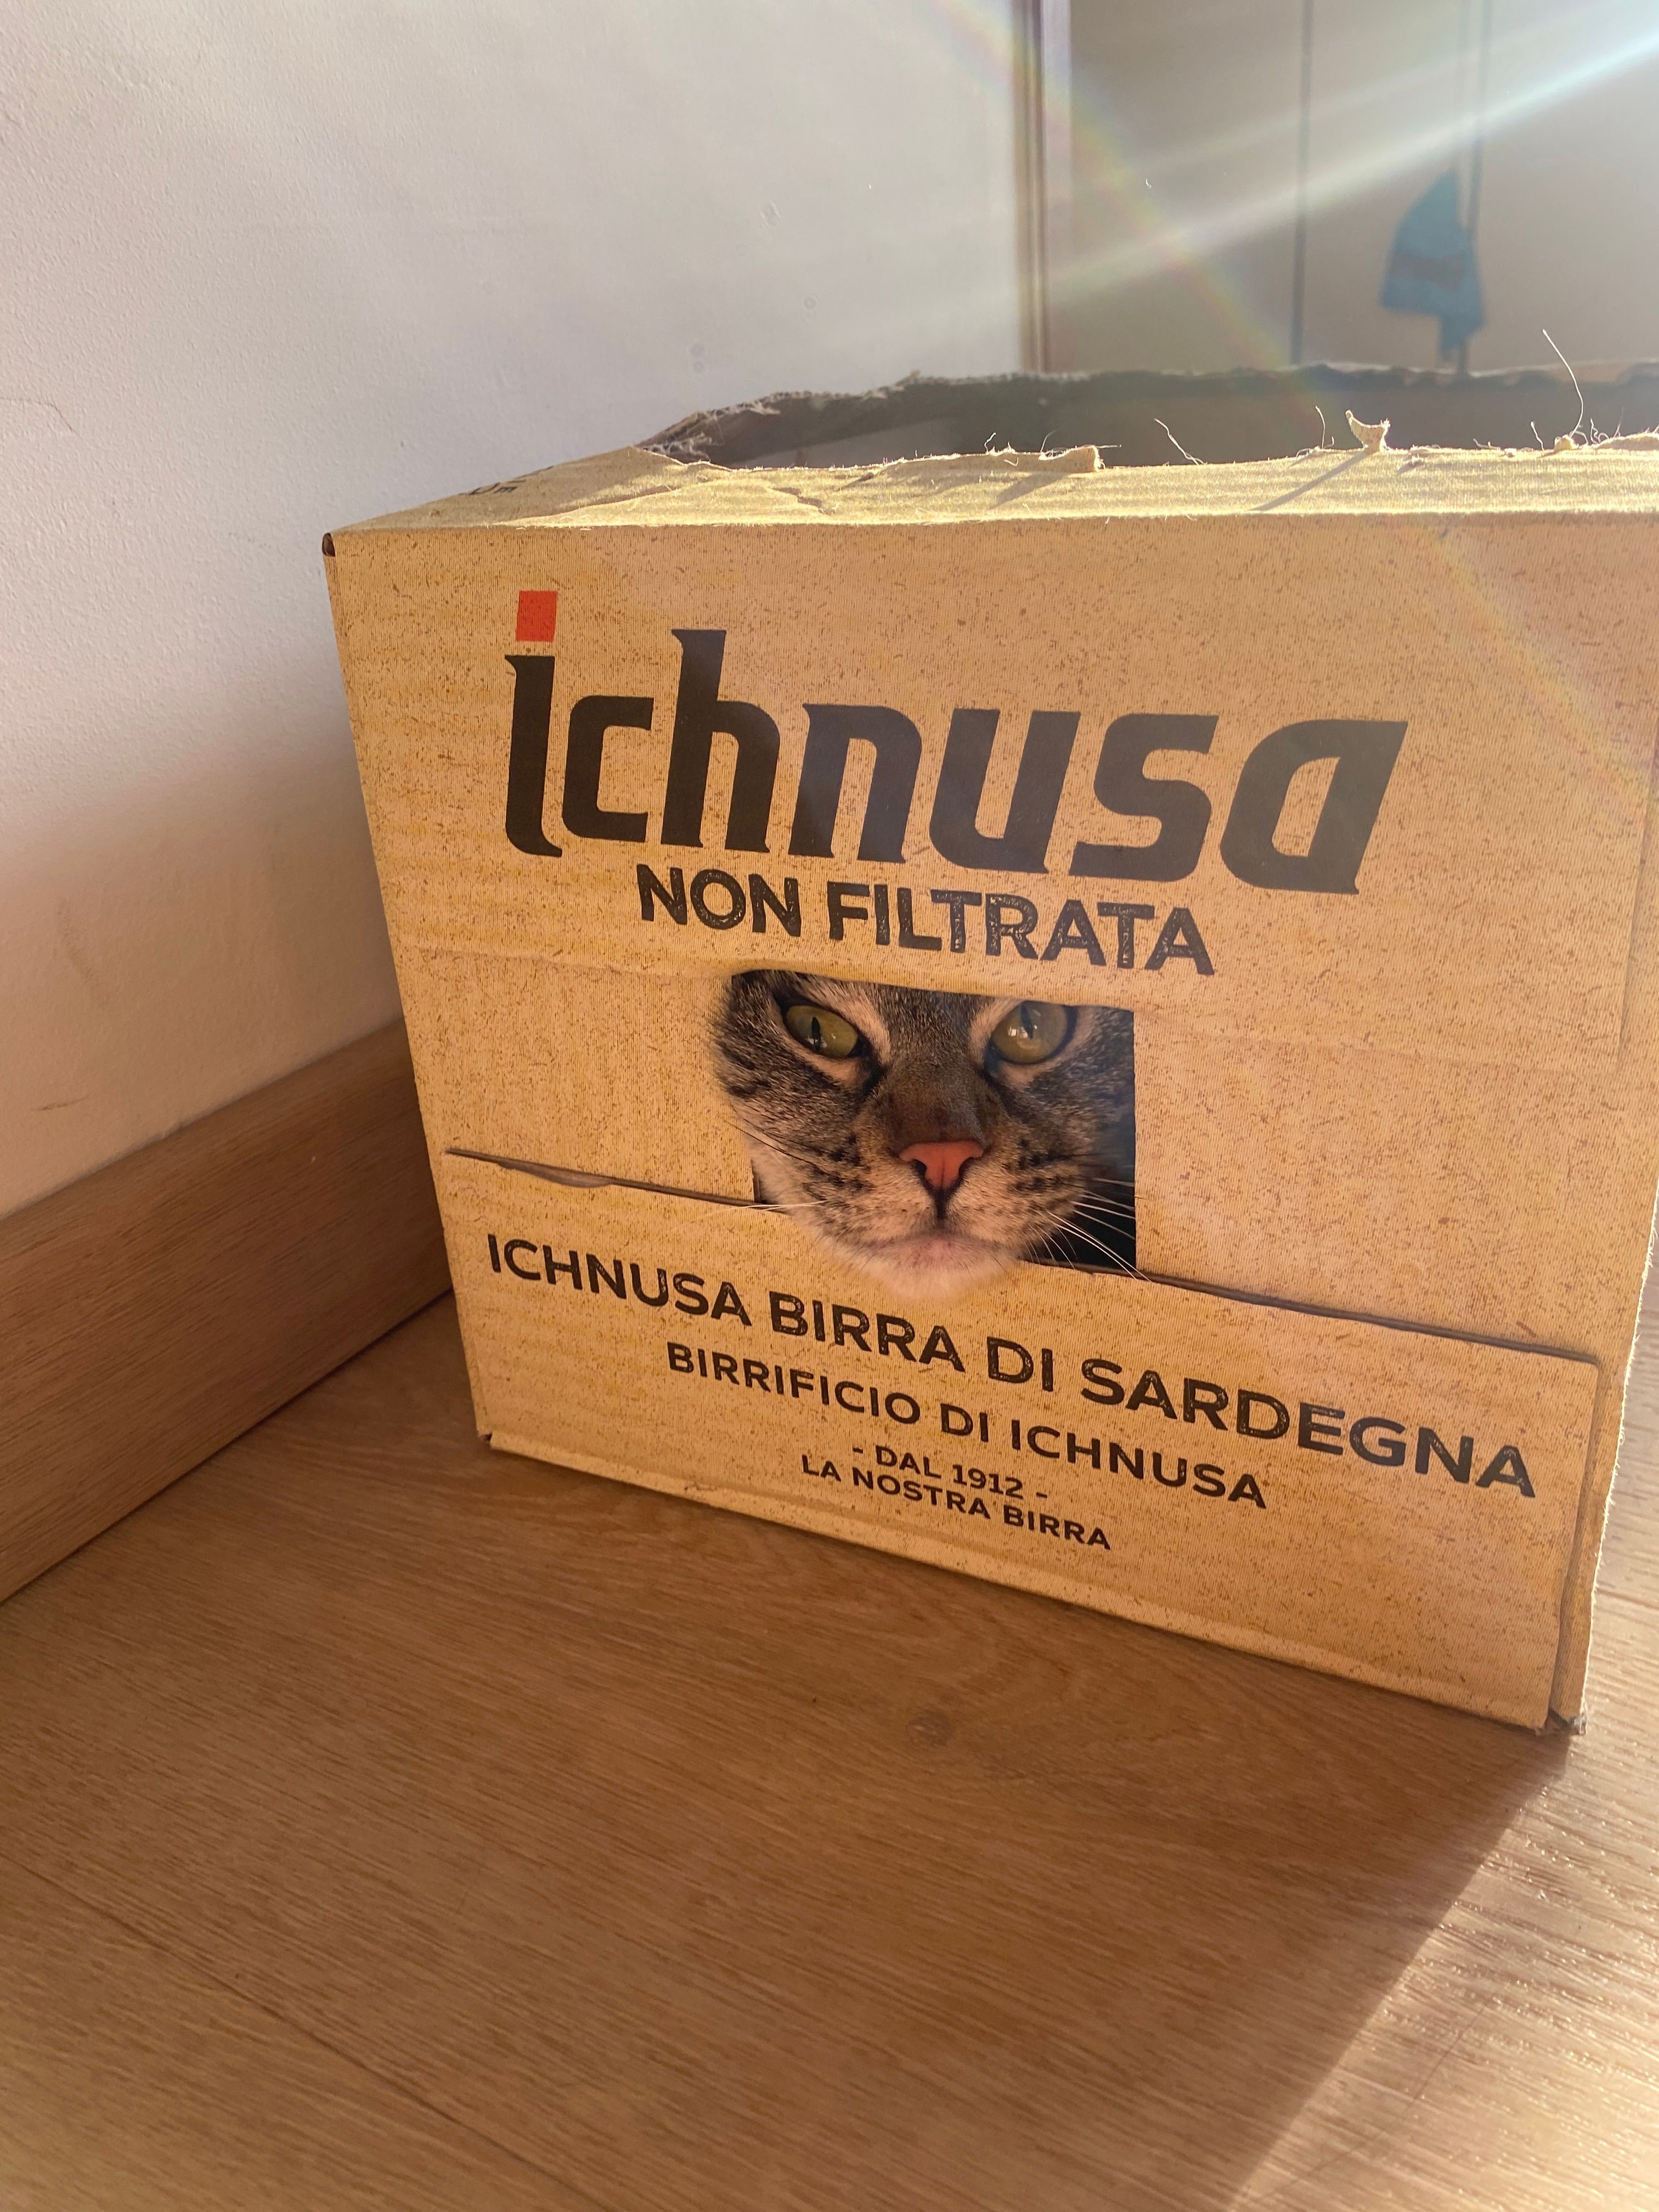 ichnusa
NON FILTRATA
ICHNUSA BIRRA DI SARDEGNA
BIRRIFICIO DI ICHNUSA
- DAL 1912 -
LA NOSTRA BIRRA